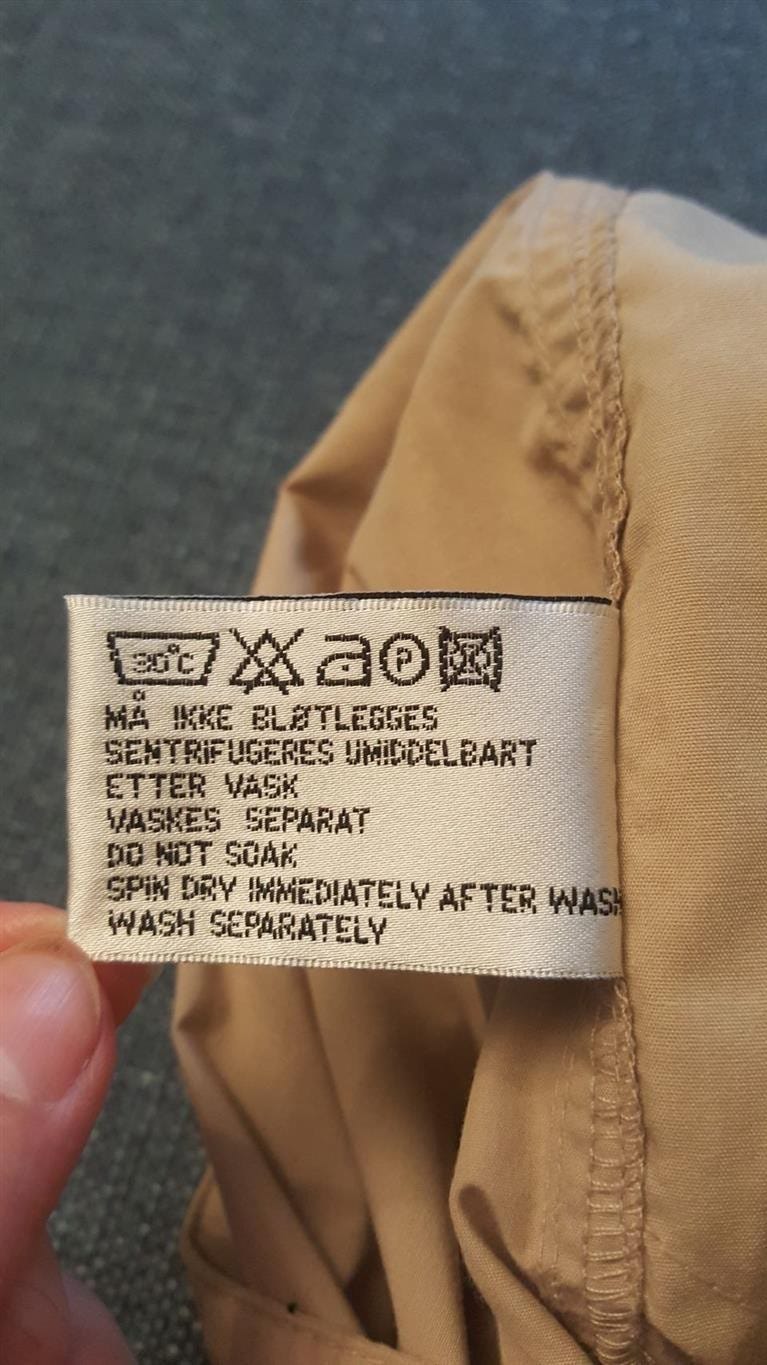 30°C P
MÅ IKKE BLØTLEGGES
SENTRIFUGERES UMIDDELBART
ETTER VASK
VASKES SEPARAT
DO NOT SOAK
SPIN DRY IMMEDIATELY AFTER WASH
WASH SEPARATELY